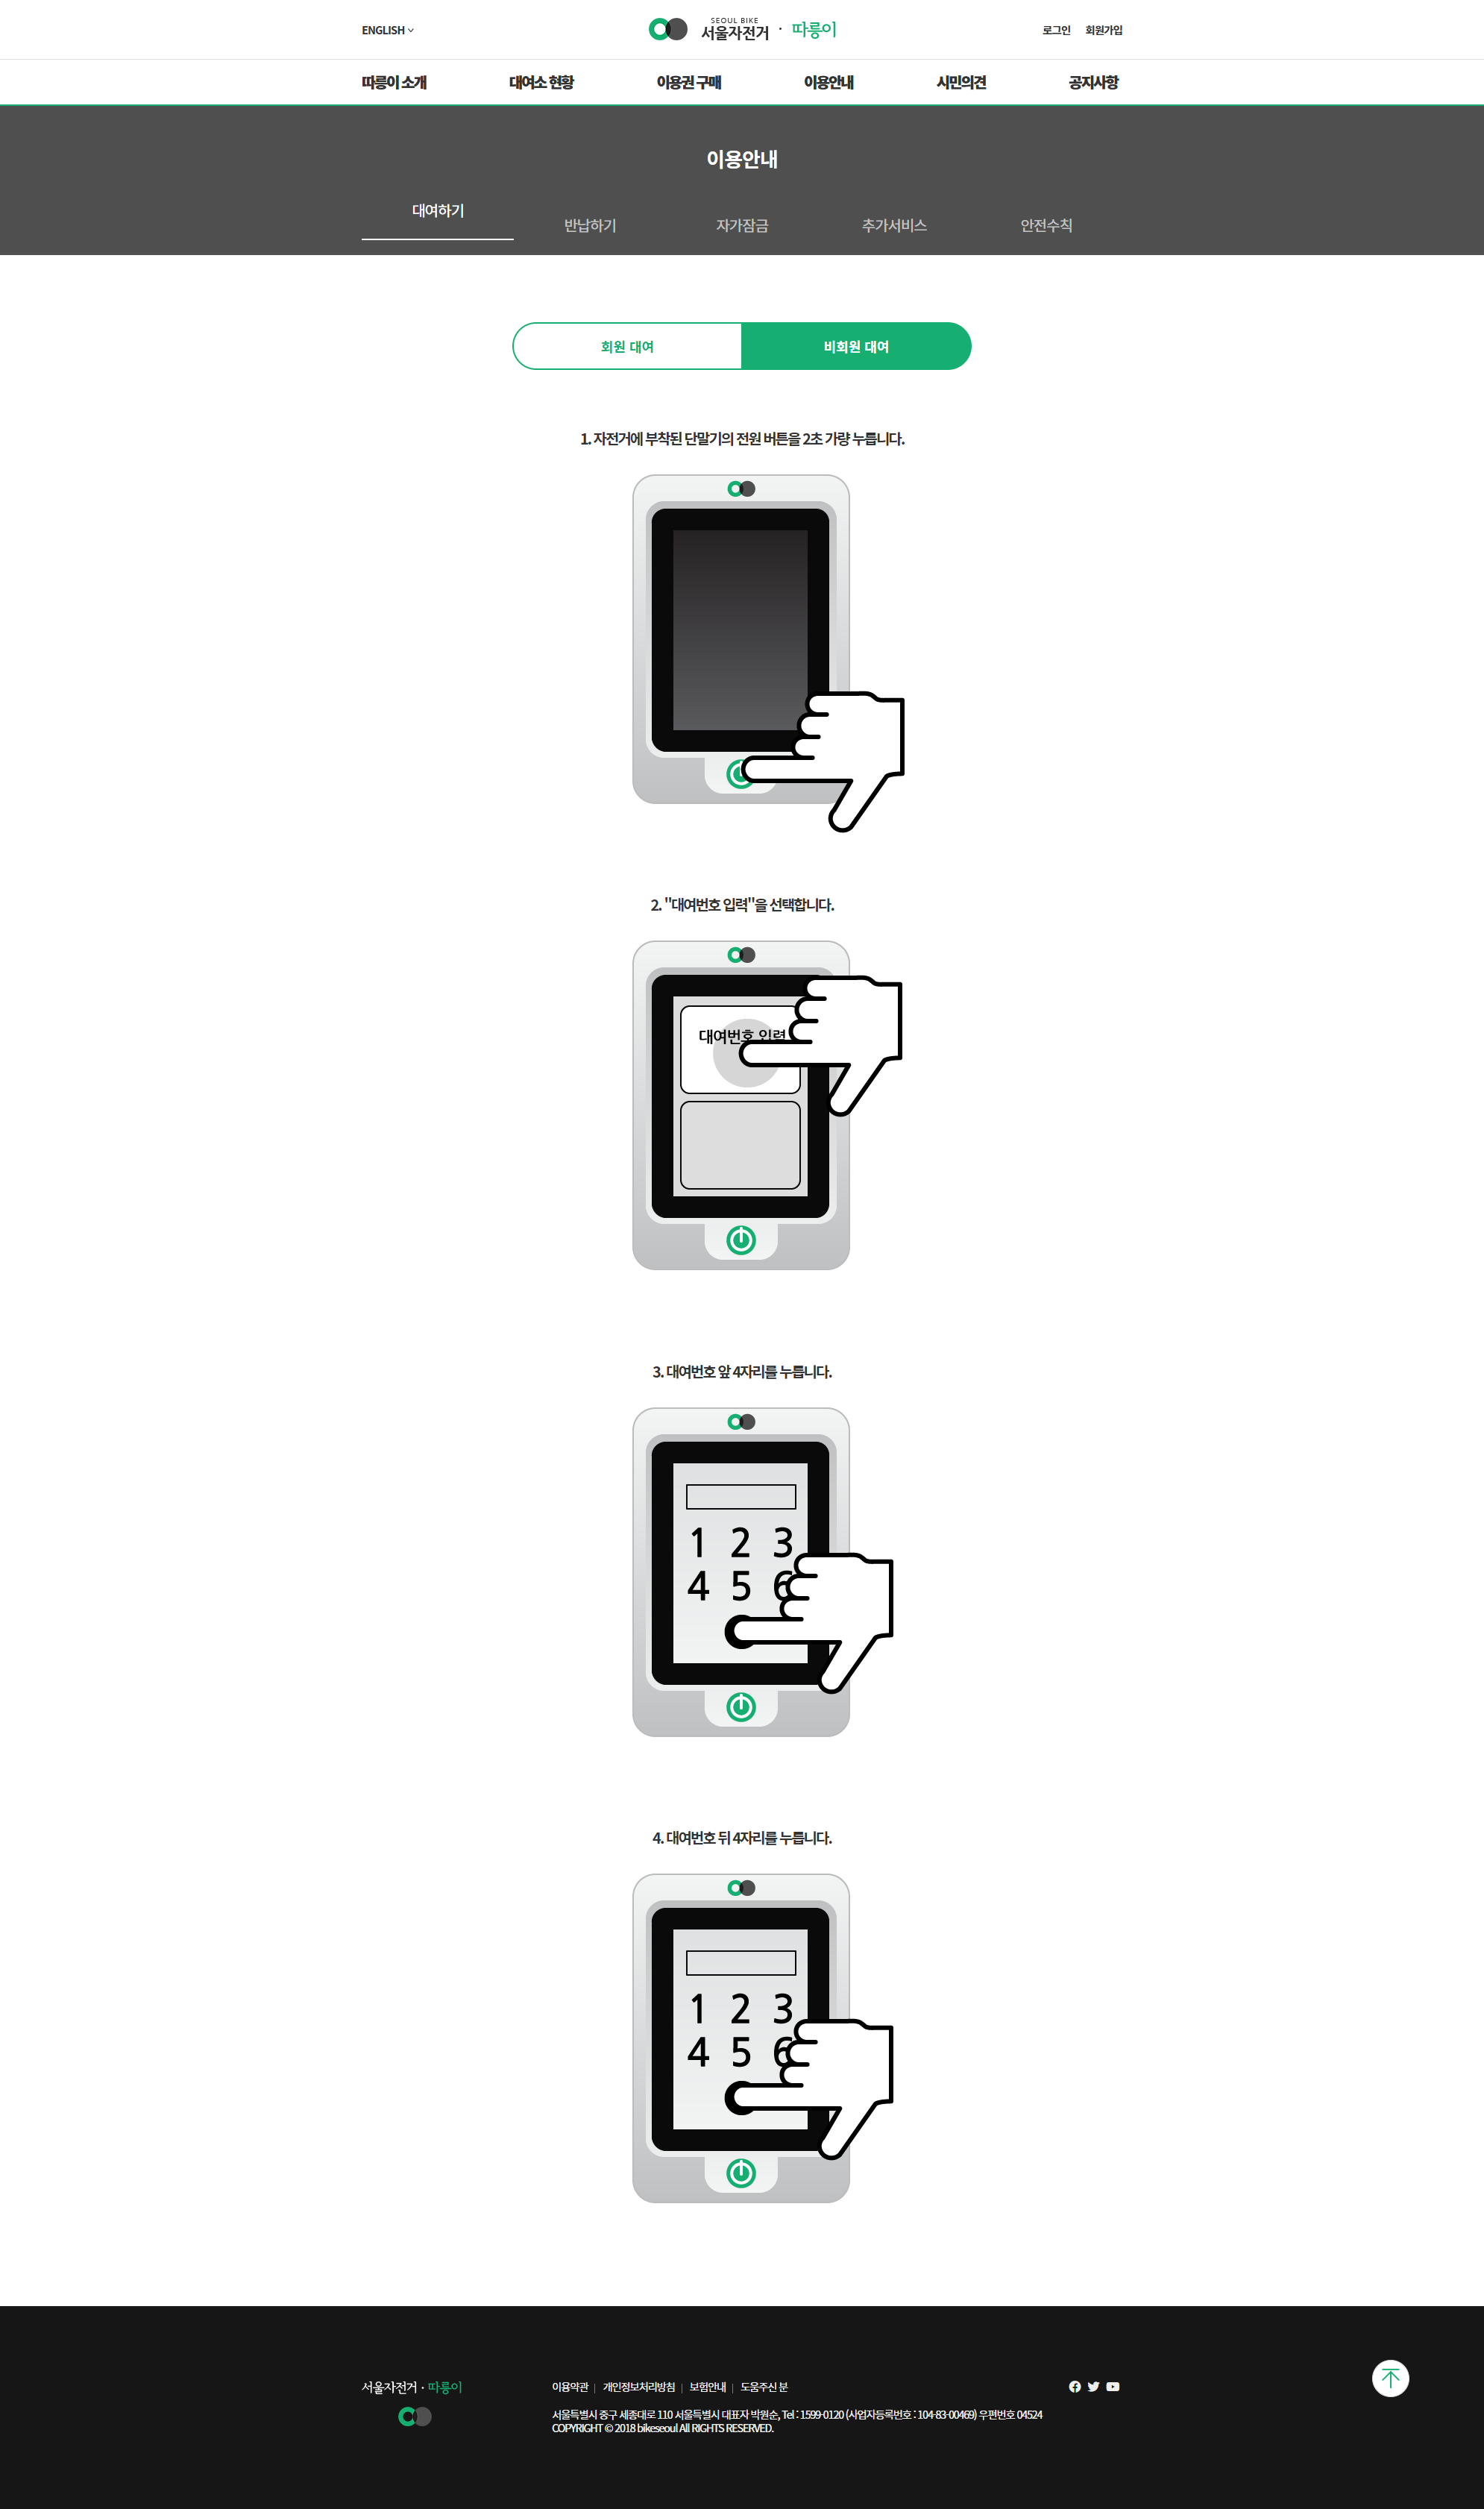 ENGLISH
SEOUL BIKE
서울자전거 · 따릉이
로그인 회원가입
따릉이 소개 대여소 현황 이용권 구매 이용안내 시민의견 공지사항
이용안내
대여하기 반납하기 자가잠금 추가서비스 안전수칙
회원 대여 비회원 대여
1. 자전거에 부착된 단말기의 전원 버튼을 2초 가량 누릅니다.
2. "대여번호 입력"을 선택합니다.
대여번호 입력
3. 대여번호 앞 4자리를 누릅니다.
1 2 3
4 5 6
4. 대여번호 뒤 4자리를 누릅니다.
1 2 3
4 5 6
서울자전거 · 따릉이
이용약관 | 개인정보처리방침 | 보험안내 | 도움주신 분
서울특별시 중구 세종대로 110 서울특별시 대표자 박원순, Tel : 1599-0120 (사업자등록번호 : 104-83-00469) 우편번호 04524
COPYRIGHT © 2018 bikeseoul All RIGHTS RESERVED.